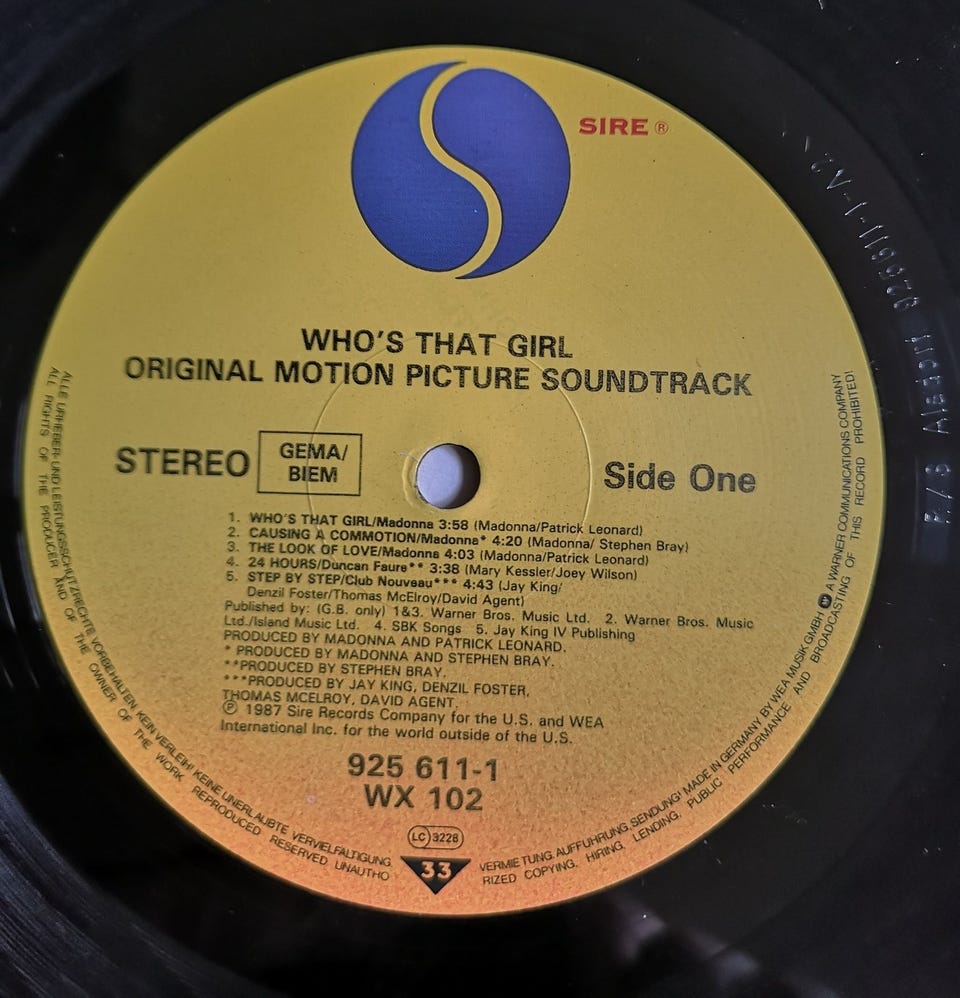 SIRE ®
WHO'S THAT GIRL
ORIGINAL MOTION PICTURE SOUNDTRACK
STEREO
GEMA/
BIEM
Side One
1. WHO'S THAT GIRL/Madonna 3:58 (Madonna/Patrick Leonard)
2. CAUSING A COMMOTION/Madonna* 4:20 (Madonna/ Stephen Bray)
3. THE LOOK OF LOVE/Madonna 4:03 (Madonna/Patrick Leonard)
4. 24 HOURS/Duncan Faure** 3:38 (Mary Kessler/Joey Wilson)
5. STEP BY STEP/Club Nouveau*** 4:43 (Jay King/
Denzil Foster/Thomas McElroy/David Agent)
Published by: (G.B. only) 1&3. Warner Bros. Music Ltd. 2. Warner Bros. Music
Ltd./Island Music Ltd. 4. SBK Songs 5. Jay King IV Publishing
PRODUCED BY MADONNA AND PATRICK LEONARD.
* PRODUCED BY MADONNA AND STEPHEN BRAY.
**PRODUCED BY STEPHEN BRAY.
***PRODUCED BY JAY KING, DENZIL FOSTER,
THOMAS MCELROY, DAVID AGENT.
℗ 1987 Sire Records Company for the U.S. and WEA
International Inc. for the world outside of the U.S.
925 611-1
WX 102
LC 3228
33
ALLE URHEBER- UND LEISTUNGSSCHUTZRECHTE VORBEHALTEN. KEIN VERLEIH! KEINE UNERLAUBTE VERVIELFÄLTIGUNG,
VERMIETUNG, AUFFÜHRUNG, SENDUNG! MADE IN GERMANY BY WEA MUSIK GMBH A WARNER COMMUNICATIONS COMPANY
ALL RIGHTS OF THE PRODUCER AND OF THE OWNER OF THE WORK REPRODUCED RESERVED. UNAUTHO
RIZED COPYING, HIRING, LENDING, PUBLIC PERFORMANCE AND BROADCASTING OF THIS RECORD PROHIBITED!
925611-1-A2